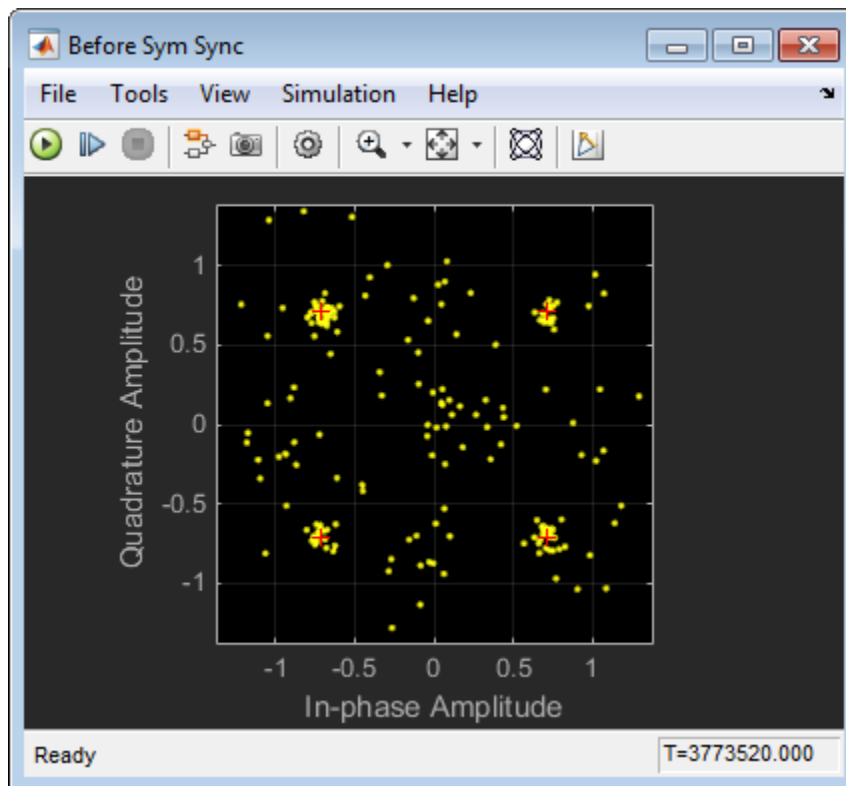 Before Sym Sync
File Tools View Simulation Help
1
0.5
0
-0.5
-1
Quadrature Amplitude
-1 -0.5 0 0.5 1
In-phase Amplitude
Ready T=3773520.000